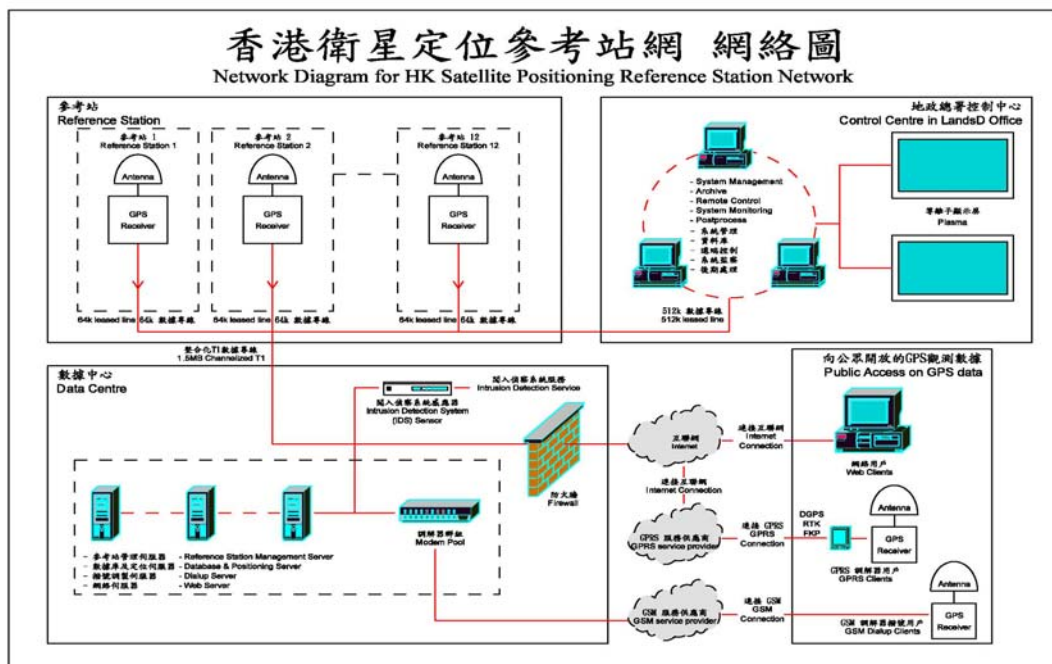 香港衛星定位參考站網 網絡圖
Network Diagram for HK Satellite Positioning Reference Station Network
參考站
Reference Station
參考站 1
Reference Station 1
Antenna
GPS
Receiver
64k leased line 64k 數據專線
參考站 2
Reference Station 2
Antenna
GPS
Receiver
64k leased line 64k 數據專線
參考站 12
Reference Station 12
Antenna
GPS
Receiver
64k leased line 64k 數據專線
地政總署控制中心
Control Centre in LandsD Office
- System Management
- Archive
- Remote Control
- System Monitoring
- Postprocess
- 系統管理
- 資料庫
- 遠端控制
- 系統監察
- 後期處理
等離子顯示屏
Plasma
512k 數據專線
512k leased line
整合化T1數據專線
1.5MB Channelized T1
數據中心
Data Centre
闖入偵察系統服務
Intrusion Detection Service
闖入偵察系統感應器
Intrusion Detection System
(IDS) Sensor
防火墻
Firewall
調解器群組
Modem Pool
- 參考站管理伺服器 - Reference Station Management Server
- 數據庫及定位伺服器 - Database & Positioning Server
- 撥號調製伺服器 - Dialup Server
- 網絡伺服器 - Web Server
互聯網
Internet
連接互聯網
Internet
Connection
連接互聯網
Internet Connection
GPRS 服務供應商
GPRS service provider
連接 GPRS
GPRS
Connection
GSM 服務供應商
GSM service provider
連接 GSM
GSM
Connection
向公眾開放的GPS觀測數據
Public Access on GPS data
網絡用戶
Web Clients
DGPS
RTK
FKP
Antenna
GPS
Receiver
GPRS 調解器用戶
GPRS Clients
Antenna
GPS
Receiver
GSM 調解器撥號用戶
GSM Dialup Clients